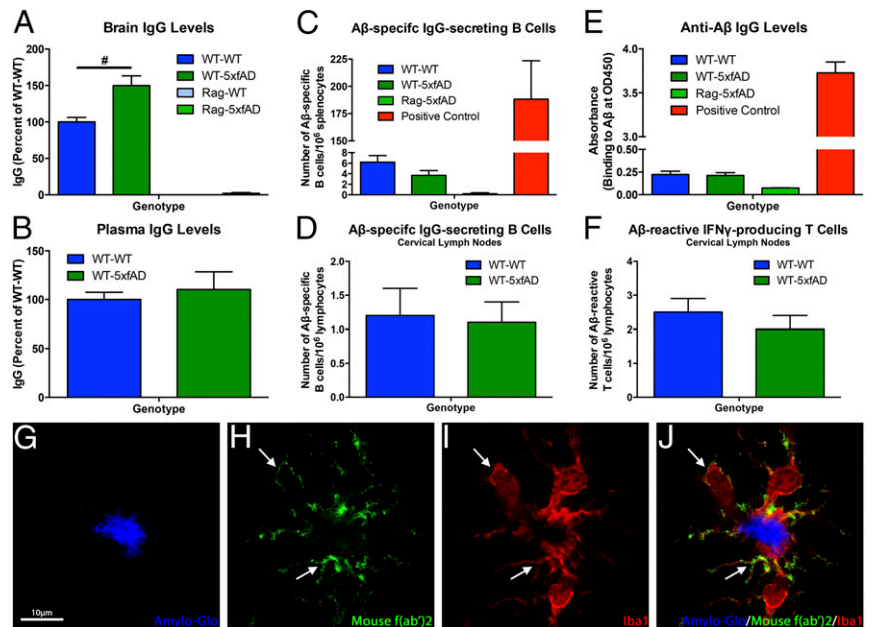 A
Brain IgG Levels
IgG (Percent of WT-WT)
200
150
100
50
0
#
WT-WT
WT-5xfAD
Rag-WT
Rag-5xfAD
Genotype
B
Plasma IgG Levels
IgG (Percent of WT-WT)
150
100
50
0
WT-WT
WT-5xfAD
Genotype
C
Aβ-specifc IgG-secreting B Cells
Number of Aβ-specific
B cells/10⁶ splenocytes
225
200
175
150
8
6
4
2
0
WT-WT
WT-5xfAD
Rag-5xfAD
Positive Control
Genotype
D
Aβ-specifc IgG-secreting B Cells
Cervical Lymph Nodes
Number of Aβ-specific
B cells/10⁶ lymphocytes
2.0
1.5
1.0
0.5
0.0
WT-WT
WT-5xfAD
Genotype
E
Anti-Aβ IgG Levels
Absorbance
(Binding to Aβ at OD450)
4.0
3.5
3.0
0.50
0.25
0.00
WT-WT
WT-5xfAD
Rag-5xfAD
Positive Control
Genotype
F
Aβ-reactive IFNγ-producing T Cells
Cervical Lymph Nodes
Number of Aβ-reactive
T cells/10⁶ lymphocytes
4
3
2
1
0
WT-WT
WT-5xfAD
Genotype
G
10μm
Amylo-Glo
H
Mouse f(ab')2
I
Iba1
J
Amylo-Glo/Mouse f(ab')2/Iba1